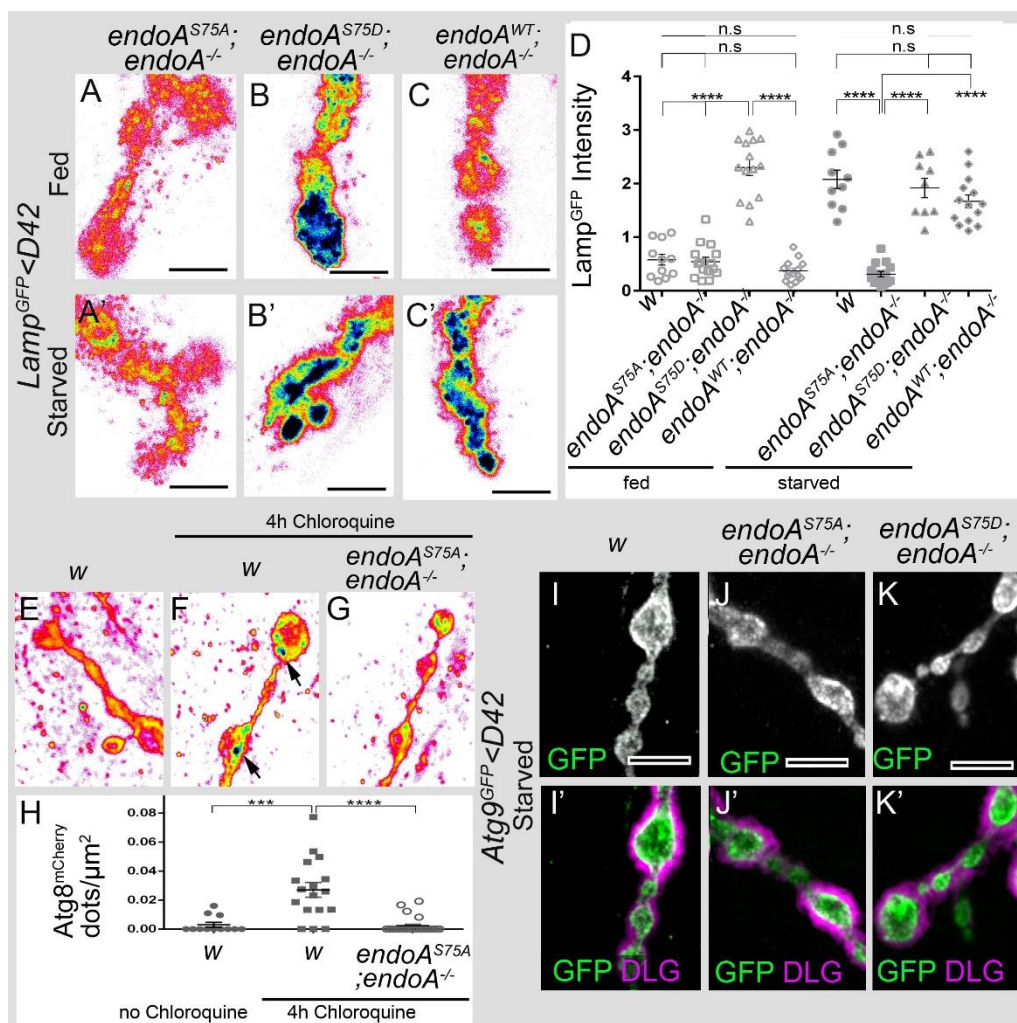 endoA^S75A; endoA^S75D; endoA^WT;
endoA^-/- endoA^-/- endoA^-/-
A B C
Lamp^GFP<D42
Fed
A' B' C'
Starved
D
n.s n.s
n.s n.s
**** **** **** **** ****
Lamp^GFP Intensity
4
3
2
1
0
w
endoA^S75A;endoA^-/-
endoA^S75D;endoA^-/-
endoA^WT;endoA^-/-
w
endoA^S75A;endoA^-/-
endoA^S75D;endoA^-/-
endoA^WT;endoA^-/-
fed starved
4h Chloroquine
w w endoA^S75A;
endoA^-/-
E F G
H
*** ****
Atg8^mCherry
dots/µm²
0.08
0.06
0.04
0.02
0.00
w w endoA^S75A
;endoA^-/-
no Chloroquine 4h Chloroquine
w endoA^S75A; endoA^S75D;
endoA^-/- endoA^-/-
Atg9^GFP<D42
Starved
I J K
GFP GFP GFP
I' J' K'
GFP DLG GFP DLG GFP DLG